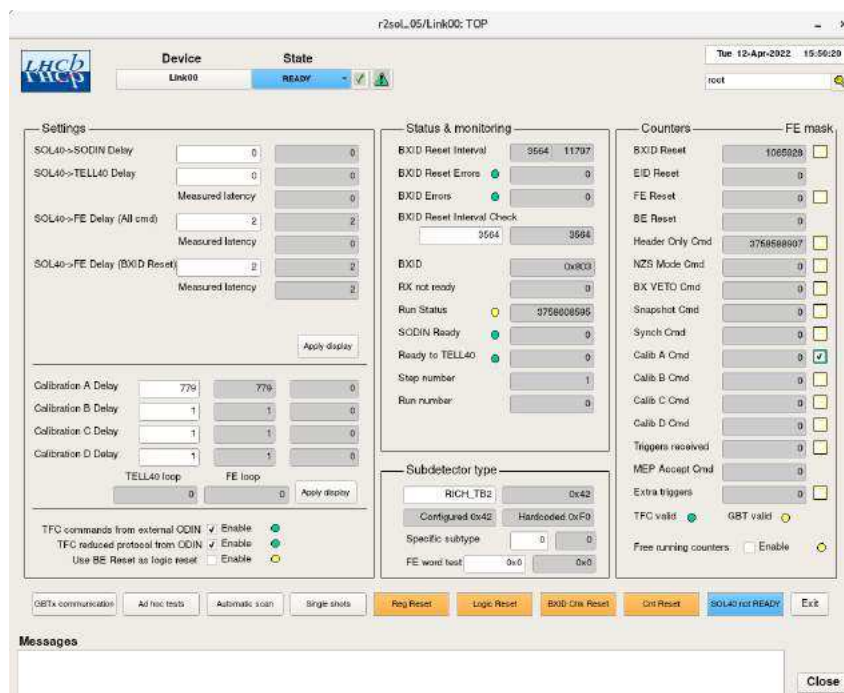 r2sol_05/Link00: TOP
LHCb
Device State
Link00 READY
Tue 12-Apr-2022 15:50:20
root
Settings
SOL40->SODIN Delay 0 0
SOL40->TELL40 Delay 0 0
Measured latency 0
SOL40->FE Delay (All cmd) 2 2
Measured latency 0
SOL40->FE Delay (BXID Reset) 2 2
Measured latency 2
Apply display
Calibration A Delay 779 779 0
Calibration B Delay 1 1 0
Calibration C Delay 1 1 0
Calibration D Delay 1 1 0
TELL40 loop FE loop
0 0 Apply display
TFC commands from external ODIN Enable
TFC reduced protocol from ODIN Enable
Use BE Reset as logic reset Enable
Status & monitoring
BXID Reset Interval 3564 11797
BXID Reset Errors 0
BXID Errors 0
BXID Reset Interval Check
3564 3564
BXID 0x803
RX not ready 0
Run Status 3758608595
SODIN Ready 0
Ready to TELL40 0
Step number 1
Run number 0
Subdetector type
RICH_TB2 0x42
Configured 0x42 Hardcoded 0xF0
Specific subtype 0 0
FE word test 0x0 0x0
Counters FE mask
BXID Reset 1065828
EID Reset 0
FE Reset 0
BE Reset 0
Header Only Cmd 3758588907
NZS Mode Cmd 0
BX VETO Cmd 0
Snapshot Cmd 0
Synch Cmd 0
Calib A Cmd 0
Calib B Cmd 0
Calib C Cmd 0
Calib D Cmd 0
Triggers received 0
MEP Accept Cmd 0
Extra triggers 0
TFC valid GBT valid
Free running counters Enable
GBTx communication Ad hoc tests Automatic scan Single shots Reg Reset Logic Reset BXID Chk Reset Cnt Reset SOL40 not READY Exit
Messages
Close